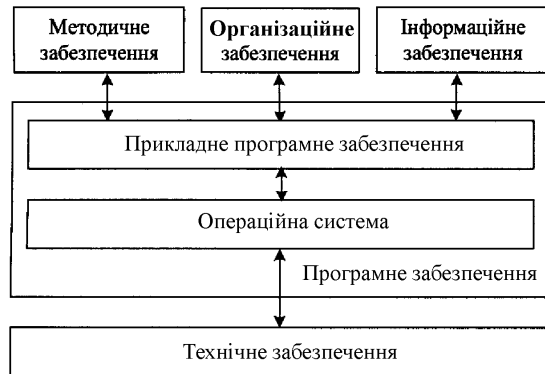 Методичне
забезпечення
Організаційне
забезпечення
Інформаційне
забезпечення
Прикладне програмне забезпечення
Операційна система
Програмне забезпечення
Технічне забезпечення